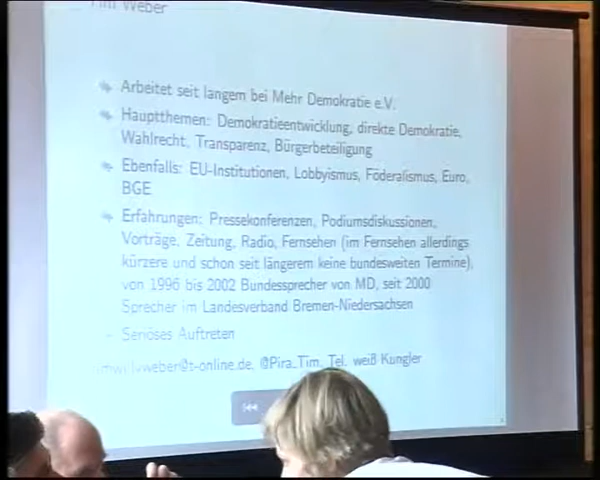 Tim Weber
Arbeitet seit langem bei Mehr Demokratie e.V.
Hauptthemen: Demokratieentwicklung, direkte Demokratie,
Wahlrecht, Transparenz, Bürgerbeteiligung
Ebenfalls: EU-Institutionen, Lobbyismus, Föderalismus, Euro,
BGE
Erfahrungen: Pressekonferenzen, Podiumsdiskussionen,
Vorträge, Zeitung, Radio, Fernsehen (im Fernsehen allerdings
kürzere und schon seit längerem keine bundesweiten Termine),
von 1996 bis 2002 Bundessprecher von MD, seit 2000
Sprecher im Landesverband Bremen-Niedersachsen
Seriöses Auftreten
@Pira_Tim, Tel. weiß Kungler